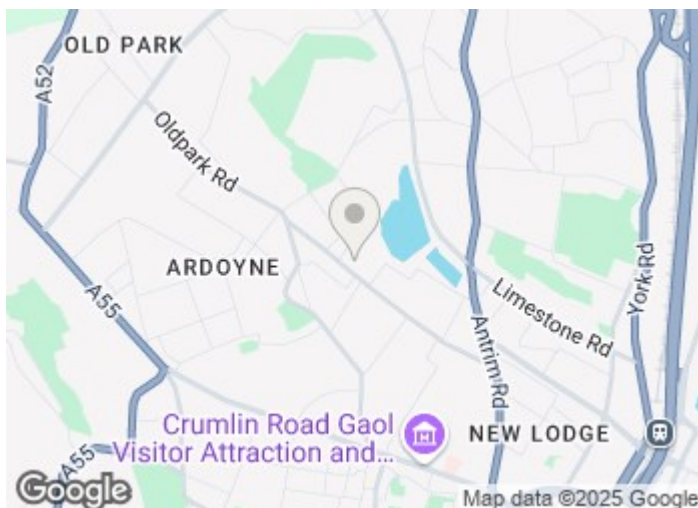 OLD PARK
A52
Oldpark Rd
ARDOYNE
A55
Limestone Rd
York Rd
Antrim Rd
Crumlin Road Gaol
Visitor Attraction and...
NEW LODGE
A55
Google
Map data ©2025 Google